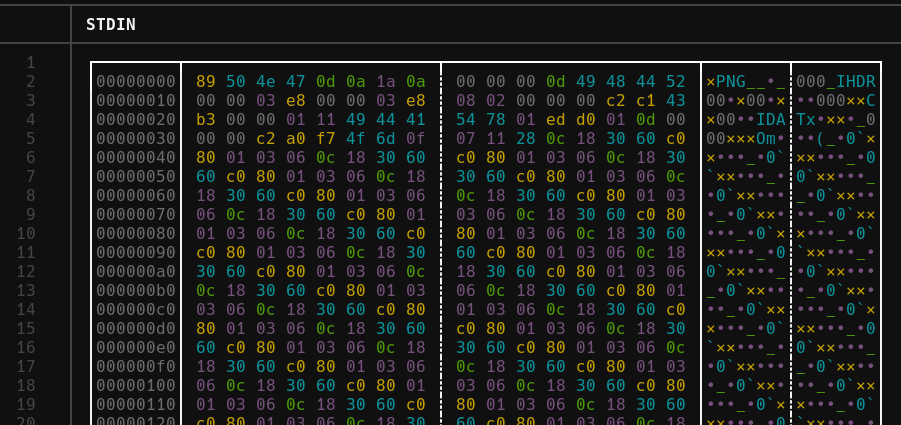 STDIN
1
2 00000000 89 50 4e 47 0d 0a 1a 0a 00 00 00 0d 49 48 44 52 ×PNG__•_ 000_IHDR
3 00000010 00 00 03 e8 00 00 03 e8 08 02 00 00 00 c2 c1 43 00•×00•× ••000××C
4 00000020 b3 00 00 01 11 49 44 41 54 78 01 ed d0 01 0d 00 ×00••IDA Tx•××•_0
5 00000030 00 00 c2 a0 f7 4f 6d 0f 07 11 28 0c 18 30 60 c0 00×××Om• ••(_•0`×
6 00000040 80 01 03 06 0c 18 30 60 c0 80 01 03 06 0c 18 30 ×•••_•0` ××•••_•0
7 00000050 60 c0 80 01 03 06 0c 18 30 60 c0 80 01 03 06 0c `××•••_• 0`××•••_
8 00000060 18 30 60 c0 80 01 03 06 0c 18 30 60 c0 80 01 03 •0`××••• _•0`××••
9 00000070 06 0c 18 30 60 c0 80 01 03 06 0c 18 30 60 c0 80 •_•0`××• ••_•0`××
10 00000080 01 03 06 0c 18 30 60 c0 80 01 03 06 0c 18 30 60 •••_•0`× ×•••_•0`
11 00000090 c0 80 01 03 06 0c 18 30 60 c0 80 01 03 06 0c 18 ××•••_•0 `××•••_•
12 000000a0 30 60 c0 80 01 03 06 0c 18 30 60 c0 80 01 03 06 0`××•••_ •0`××•••
13 000000b0 0c 18 30 60 c0 80 01 03 06 0c 18 30 60 c0 80 01 _•0`××•• •_•0`××•
14 000000c0 03 06 0c 18 30 60 c0 80 01 03 06 0c 18 30 60 c0 ••_•0`×× •••_•0`×
15 000000d0 80 01 03 06 0c 18 30 60 c0 80 01 03 06 0c 18 30 ×•••_•0` ××•••_•0
16 000000e0 60 c0 80 01 03 06 0c 18 30 60 c0 80 01 03 06 0c `××•••_• 0`××•••_
17 000000f0 18 30 60 c0 80 01 03 06 0c 18 30 60 c0 80 01 03 •0`××••• _•0`××••
18 00000100 06 0c 18 30 60 c0 80 01 03 06 0c 18 30 60 c0 80 •_•0`××• ••_•0`××
19 00000110 01 03 06 0c 18 30 60 c0 80 01 03 06 0c 18 30 60 •••_•0`× ×•••_•0`
20 00000120 c0 80 01 03 06 0c 18 30 60 c0 80 01 03 06 0c 18 ××•••_•0 `××•••_•